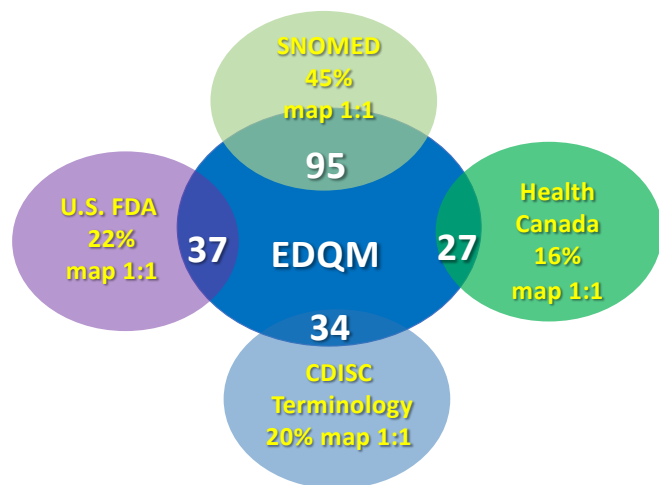 SNOMED
45%
map 1:1
95
U.S. FDA
22%
map 1:1
37
EDQM
27
Health
Canada
16%
map 1:1
34
CDISC
Terminology
20% map 1:1